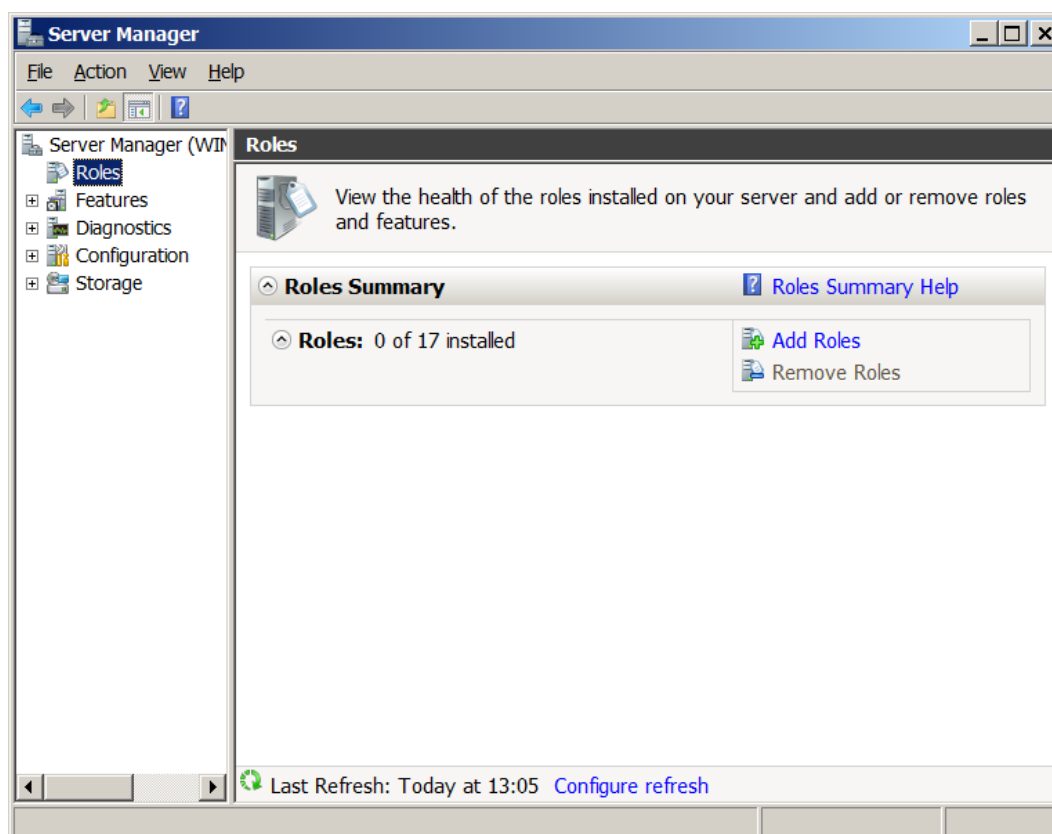 Server Manager
File Action View Help
Server Manager (WIN
Roles
Features
Diagnostics
Configuration
Storage
Roles
View the health of the roles installed on your server and add or remove roles
and features.
Roles Summary
Roles Summary Help
Roles: 0 of 17 installed
Add Roles
Remove Roles
Last Refresh: Today at 13:05 Configure refresh